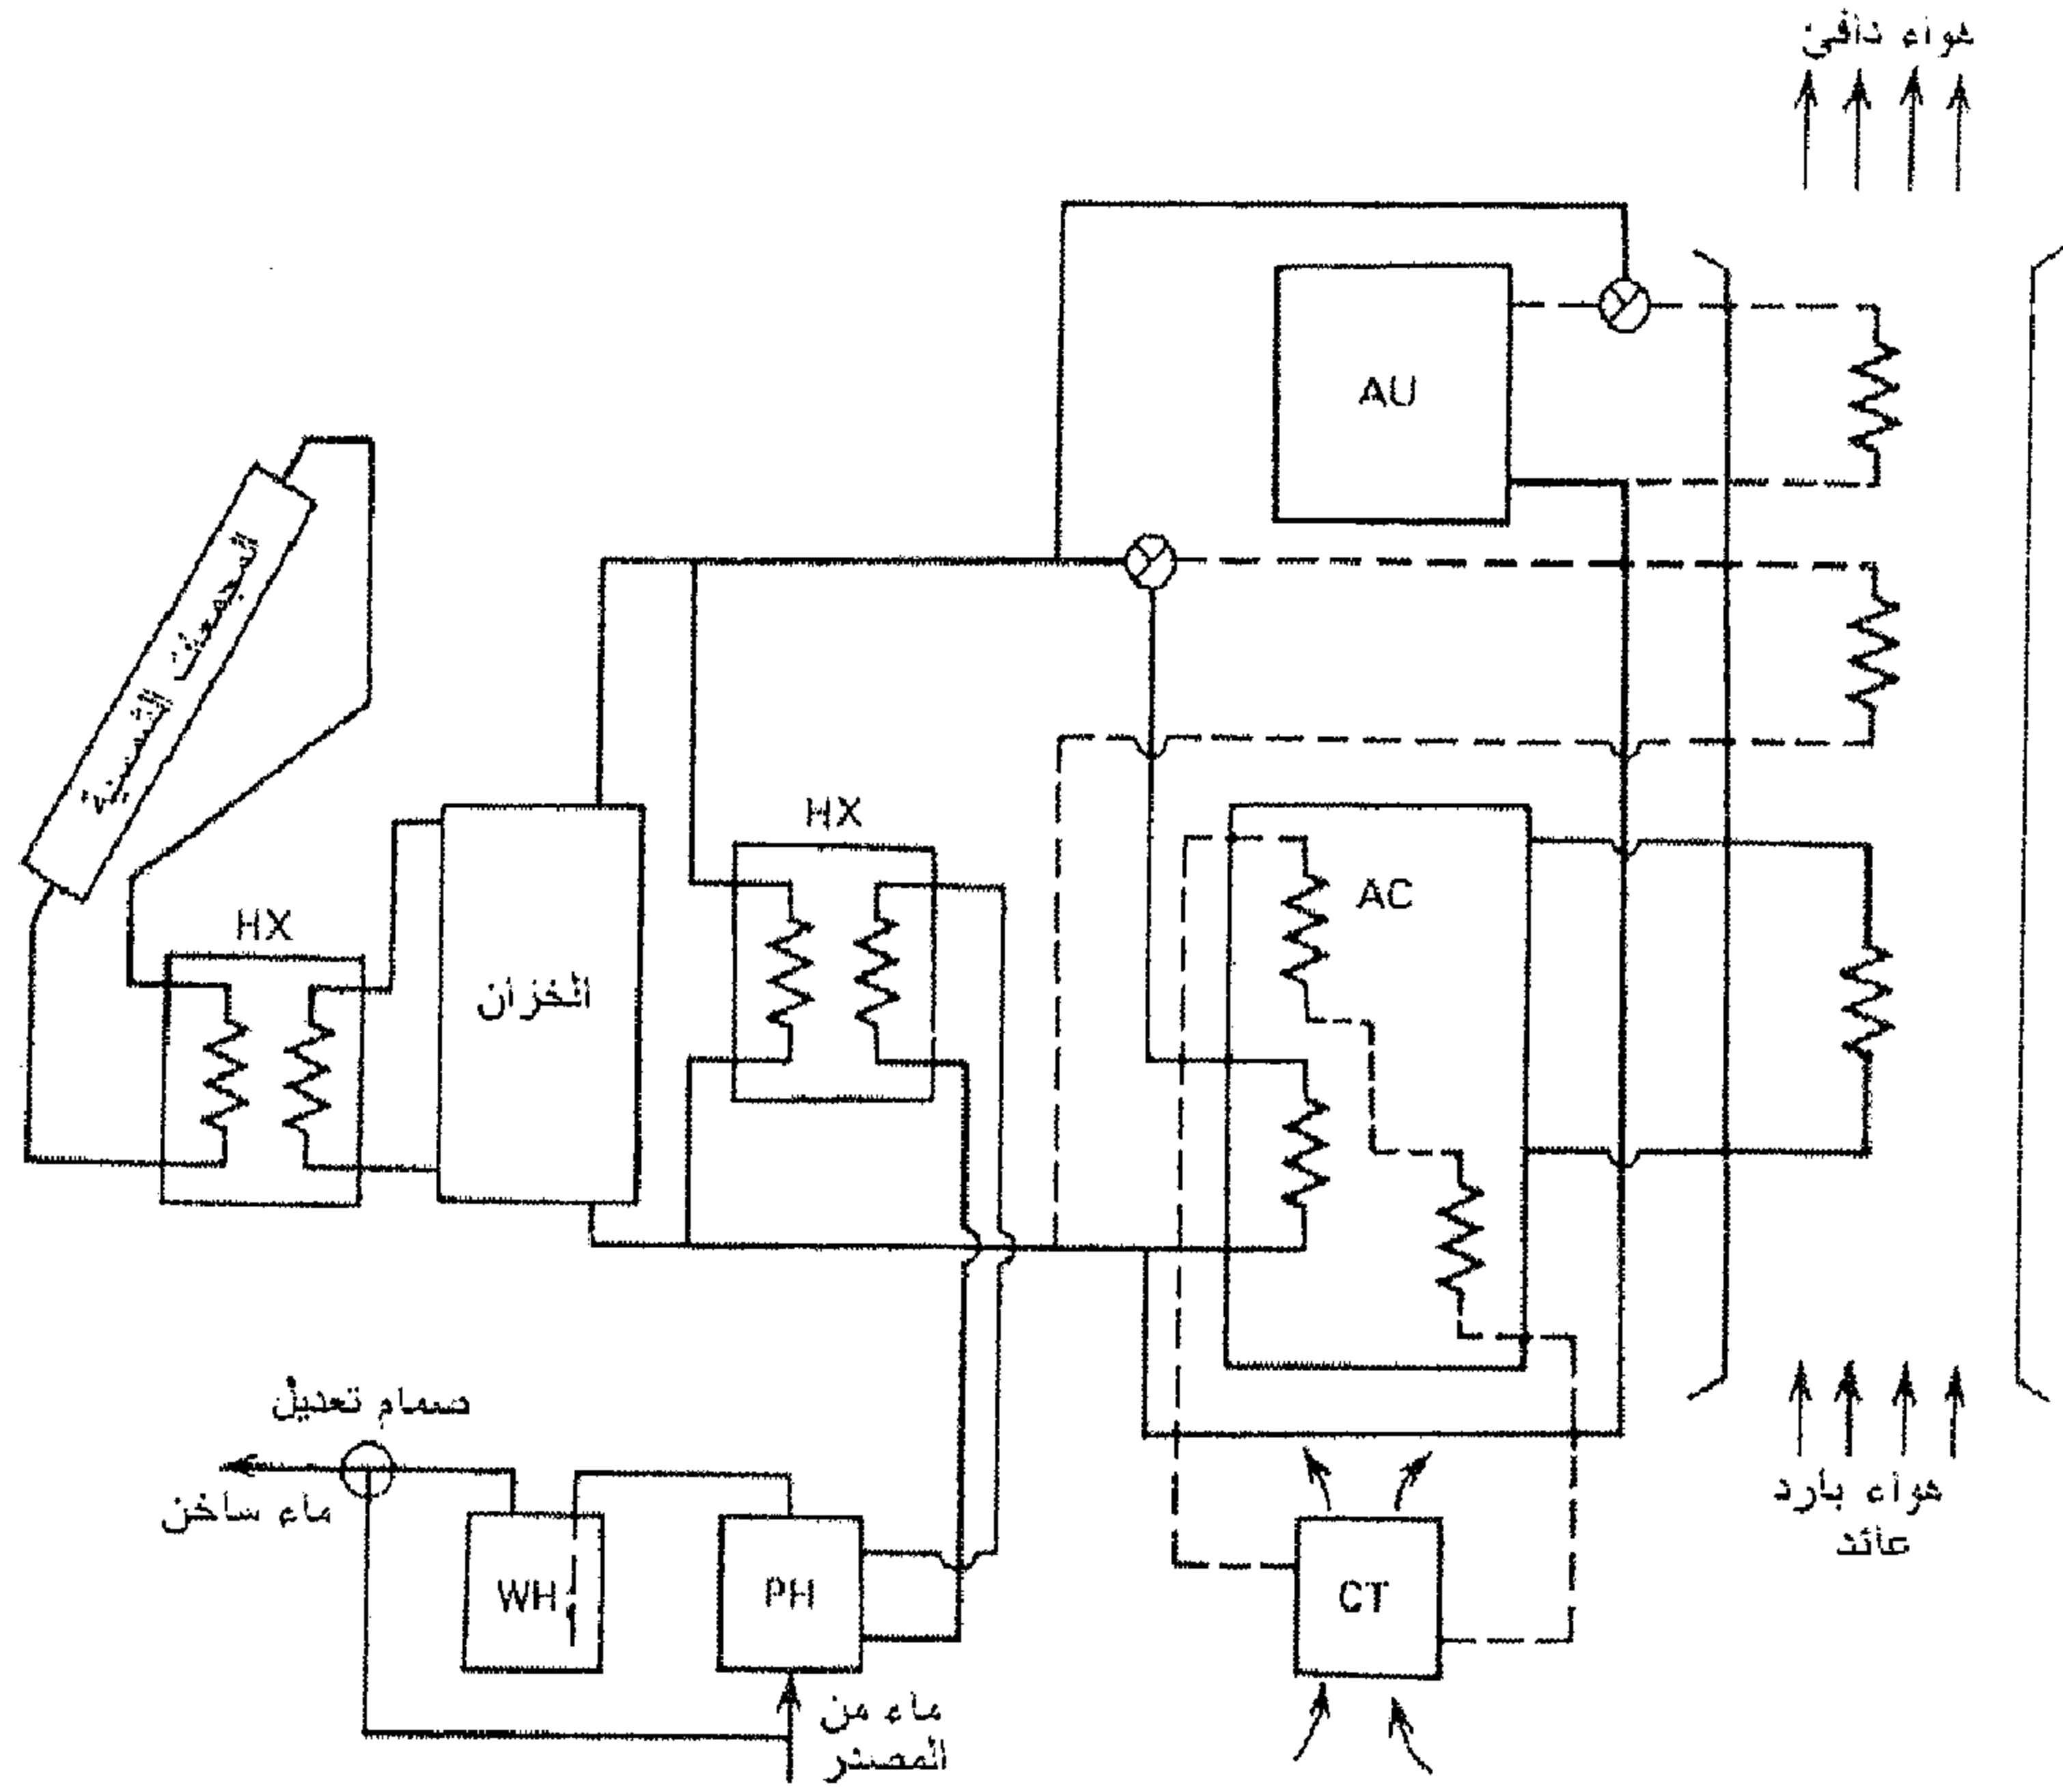 هواء دافئ
AU
المجمعات الشمسية
HX
AC
HX
الخزان
صمام تعديل
ماء ساخن
WH
PH
CT
هواء بارد
عائد
ماء من
المصدر